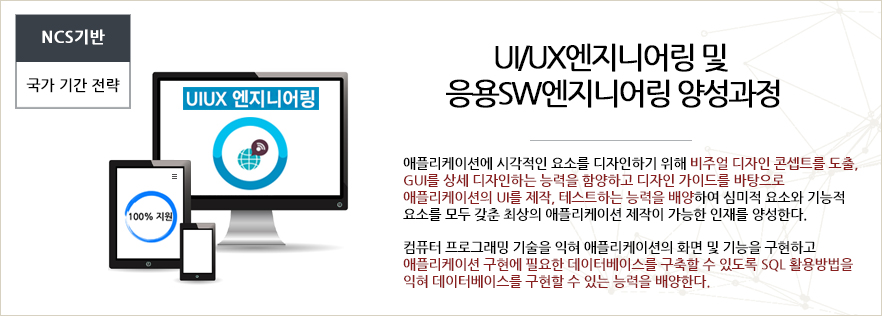 NCS기반
국가 기간 전략
UIUX 엔지니어링
100% 지원
UI/UX엔지니어링 및
응용SW엔지니어링 양성과정
애플리케이션에 시각적인 요소를 디자인하기 위해 비주얼 디자인 콘셉트를 도출,
GUI를 상세 디자인하는 능력을 함양하고 디자인 가이드를 바탕으로
애플리케이션의 UI를 제작, 테스트하는 능력을 배양하여 심미적 요소와 기능적
요소를 모두 갖춘 최상의 애플리케이션 제작이 가능한 인재를 양성한다.
컴퓨터 프로그래밍 기술을 익혀 애플리케이션의 화면 및 기능을 구현하고
애플리케이션 구현에 필요한 데이터베이스를 구축할 수 있도록 SQL 활용방법을
익혀 데이터베이스를 구현할 수 있는 능력을 배양한다.